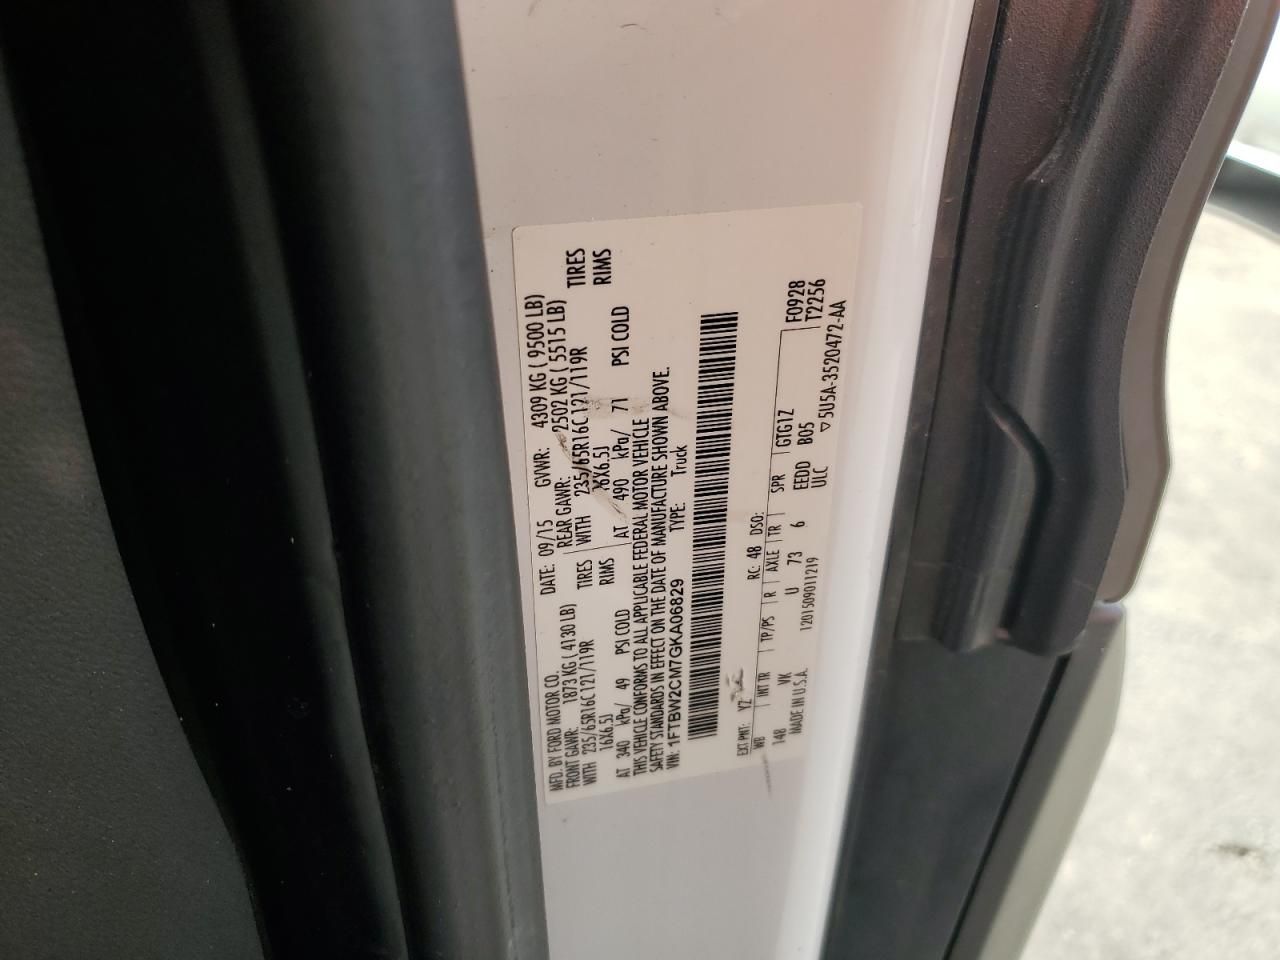 MFD. BY FORD MOTOR CO. DATE: 09/15 GVWR: 4309 KG ( 9500 LB)
FRONT GAWR: 1873 KG ( 4130 LB) REAR GAWR: 2502 KG ( 5515 LB)
WITH 235/65R16C 121/119R TIRES WITH 235/65R16C 121/119R TIRES
16X6.5J RIMS 16X6.5J RIMS
AT 340 kPa/ 49 PSI COLD AT 490 kPa/ 71 PSI COLD
THIS VEHICLE CONFORMS TO ALL APPLICABLE FEDERAL MOTOR VEHICLE
SAFETY STANDARDS IN EFFECT ON THE DATE OF MANUFACTURE SHOWN ABOVE.
VIN: 1FTBW2CM7GKA06829 TYPE: Truck
EXT PNT: YZ RC: 48 DSO: F0928
WB INT TR TP/PS R AXLE TR SPR GTG1Z T2256
148 VK U 73 6 EEDD B05
ULC
MADE IN U.S.A. 1201509011219 ▽5U5A-3520472-AA